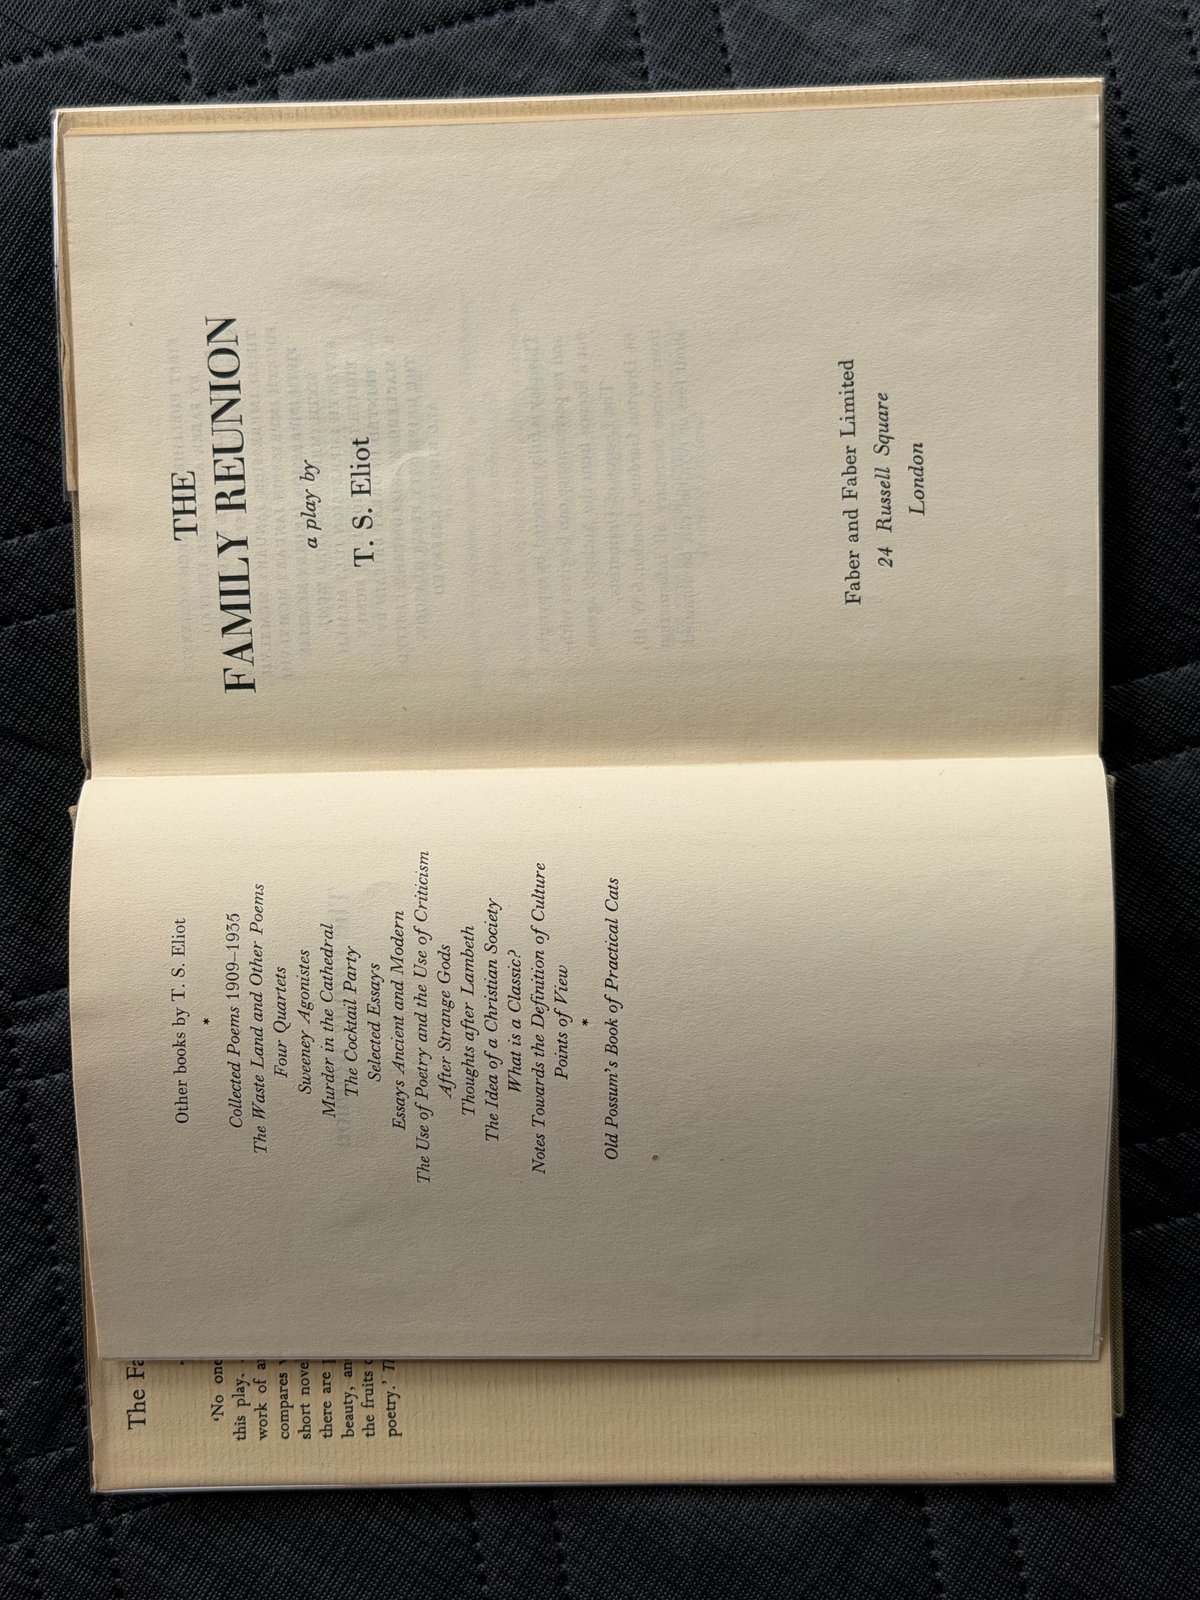 The Fa
'No one
this play.
work of a
compares
short nove
there are
beauty, an
the fruits
poetry.'
Other books by T. S. Eliot
*
Collected Poems 1909–1935
The Waste Land and Other Poems
Four Quartets
Sweeney Agonistes
Murder in the Cathedral
The Cocktail Party
Selected Essays
Essays Ancient and Modern
The Use of Poetry and the Use of Criticism
After Strange Gods
Thoughts after Lambeth
The Idea of a Christian Society
What is a Classic?
Notes Towards the Definition of Culture
Points of View
*
Old Possum's Book of Practical Cats
THE
FAMILY REUNION
a play by
T. S. Eliot
Faber and Faber Limited
24 Russell Square
London